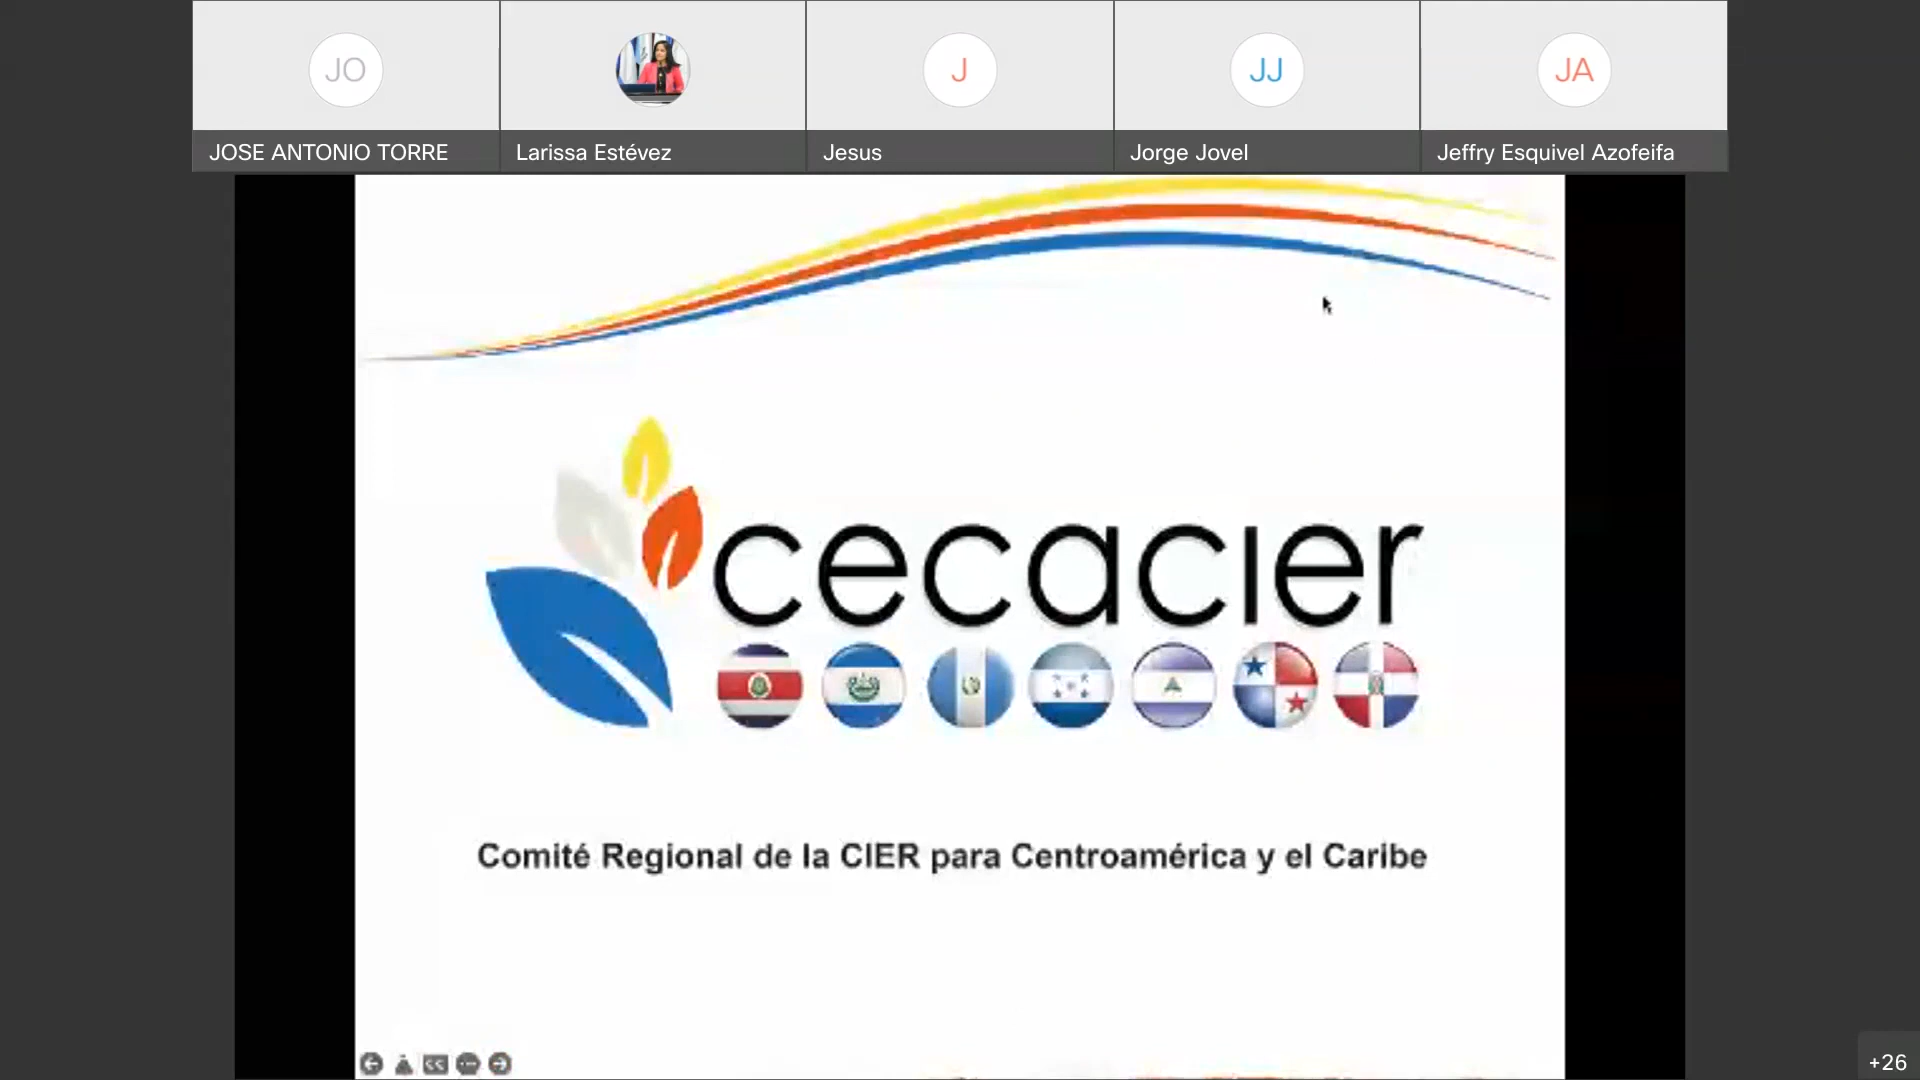 JO
J
JJ
JA
JOSE ANTONIO TORRE
Larissa Estévez
Jesus
Jorge Jovel
Jeffry Esquivel Azofeifa
cecacier
Comité Regional de la CIER para Centroamérica y el Caribe
+26